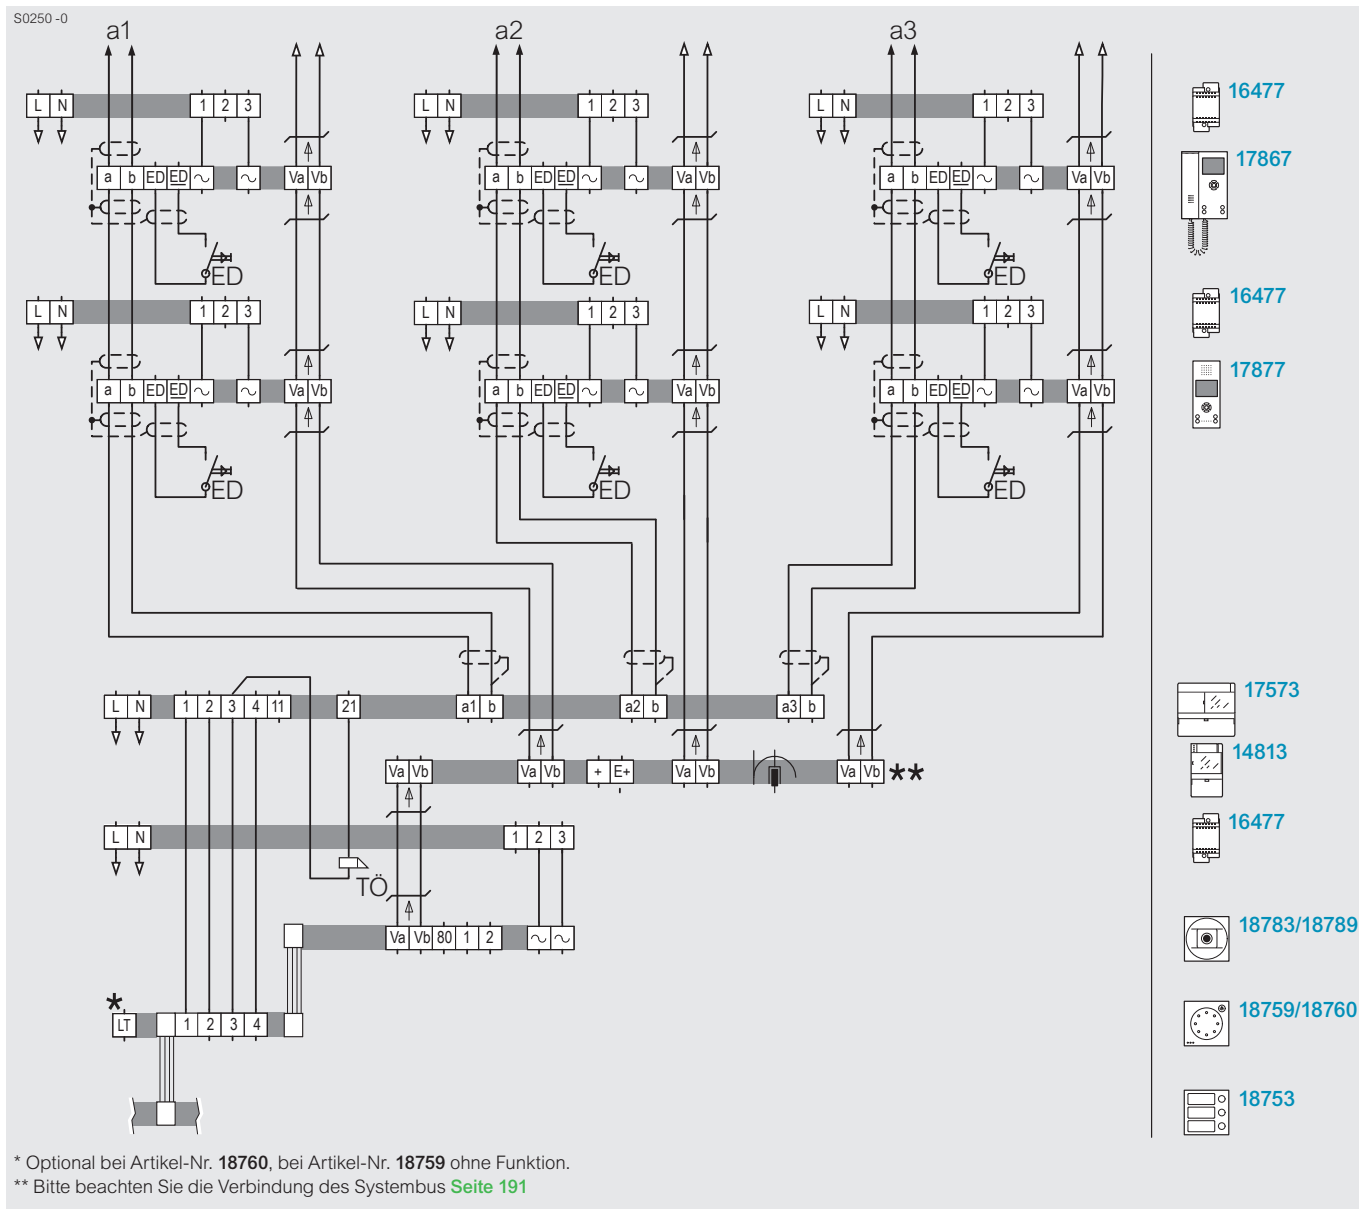 S0250 -0
a1 a2 a3
L N 1 2 3 L N 1 2 3 L N 1 2 3 16477
a b ED ED Va Vb a b ED ED Va Vb a b ED ED Va Vb 17867
ED ED ED
L N 1 2 3 L N 1 2 3 L N 1 2 3 16477
a b ED ED Va Vb a b ED ED Va Vb a b ED ED Va Vb 17877
ED ED ED
L N 1 2 3 4 11 21 a1 b a2 b a3 b 17573
Va Vb Va Vb + E+ Va Vb Va Vb ** 14813
L N 1 2 3 16477
TÖ
Va Vb 80 1 2 18783/18789
*
LT 1 2 3 4 18759/18760
18753
* Optional bei Artikel-Nr. 18760, bei Artikel-Nr. 18759 ohne Funktion.
** Bitte beachten Sie die Verbindung des Systembus Seite 191